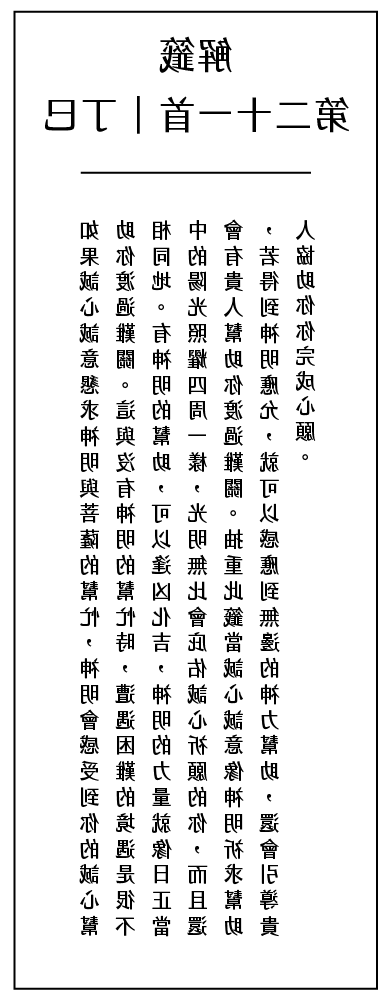 解籤
第二十一首｜丁巳
如果誠心誠意懇求神明與菩薩的幫忙，神明會感受到你的誠心幫
助你渡過難關。這與沒有神明的幫忙時，遭遇困難的境遇是很不
相同地。有神明的幫助，可以逢凶化吉，神明的力量就像日正當
中的陽光照耀四周一樣，光明無比會庇佑誠心祈願的你，而且還
會有貴人幫助你渡過難關。抽重此籤當誠心誠意像神明祈求幫助
，若得到神明應允，就可以感應到無邊的神力幫助，還會引導貴
人協助你你完成心願。